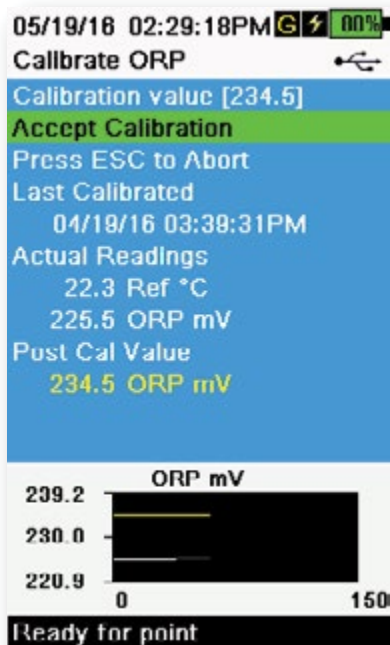 05/19/16 02:29:18PM G
Calibrate ORP
Calibration value [234.5]
Accept Calibration
Press ESC to Abort
Last Calibrated
04/19/16 03:39:31PM
Actual Readings
22.3 Ref °C
225.5 ORP mV
Post Cal Value
234.5 ORP mV
ORP mV
239.2
230.0
220.9
0 150
Ready for point